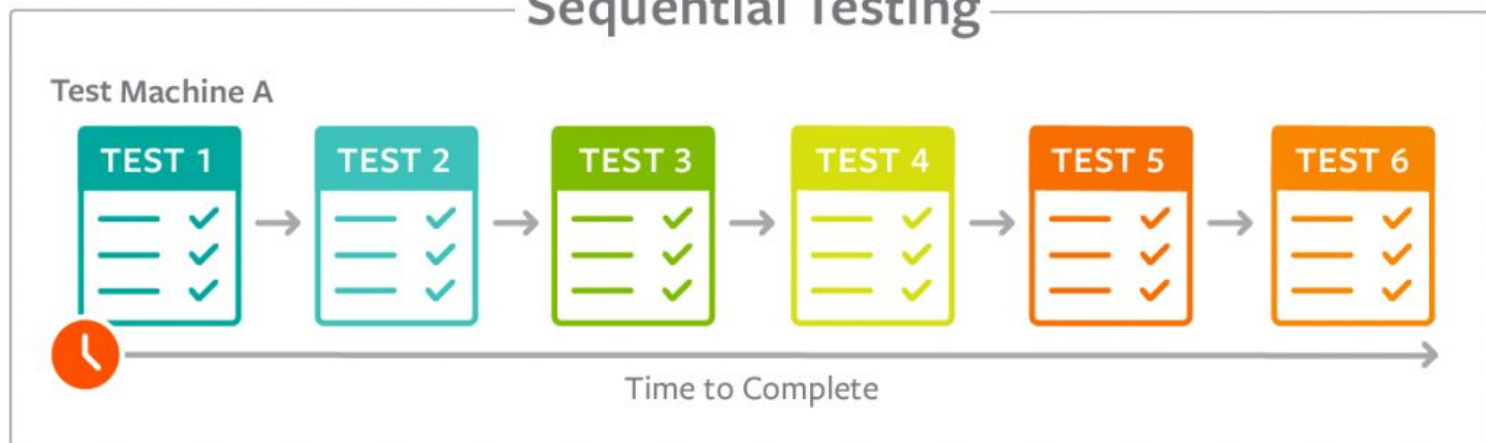 Sequential Testing
Test Machine A
TEST 1
TEST 2
TEST 3
TEST 4
TEST 5
TEST 6
Time to Complete